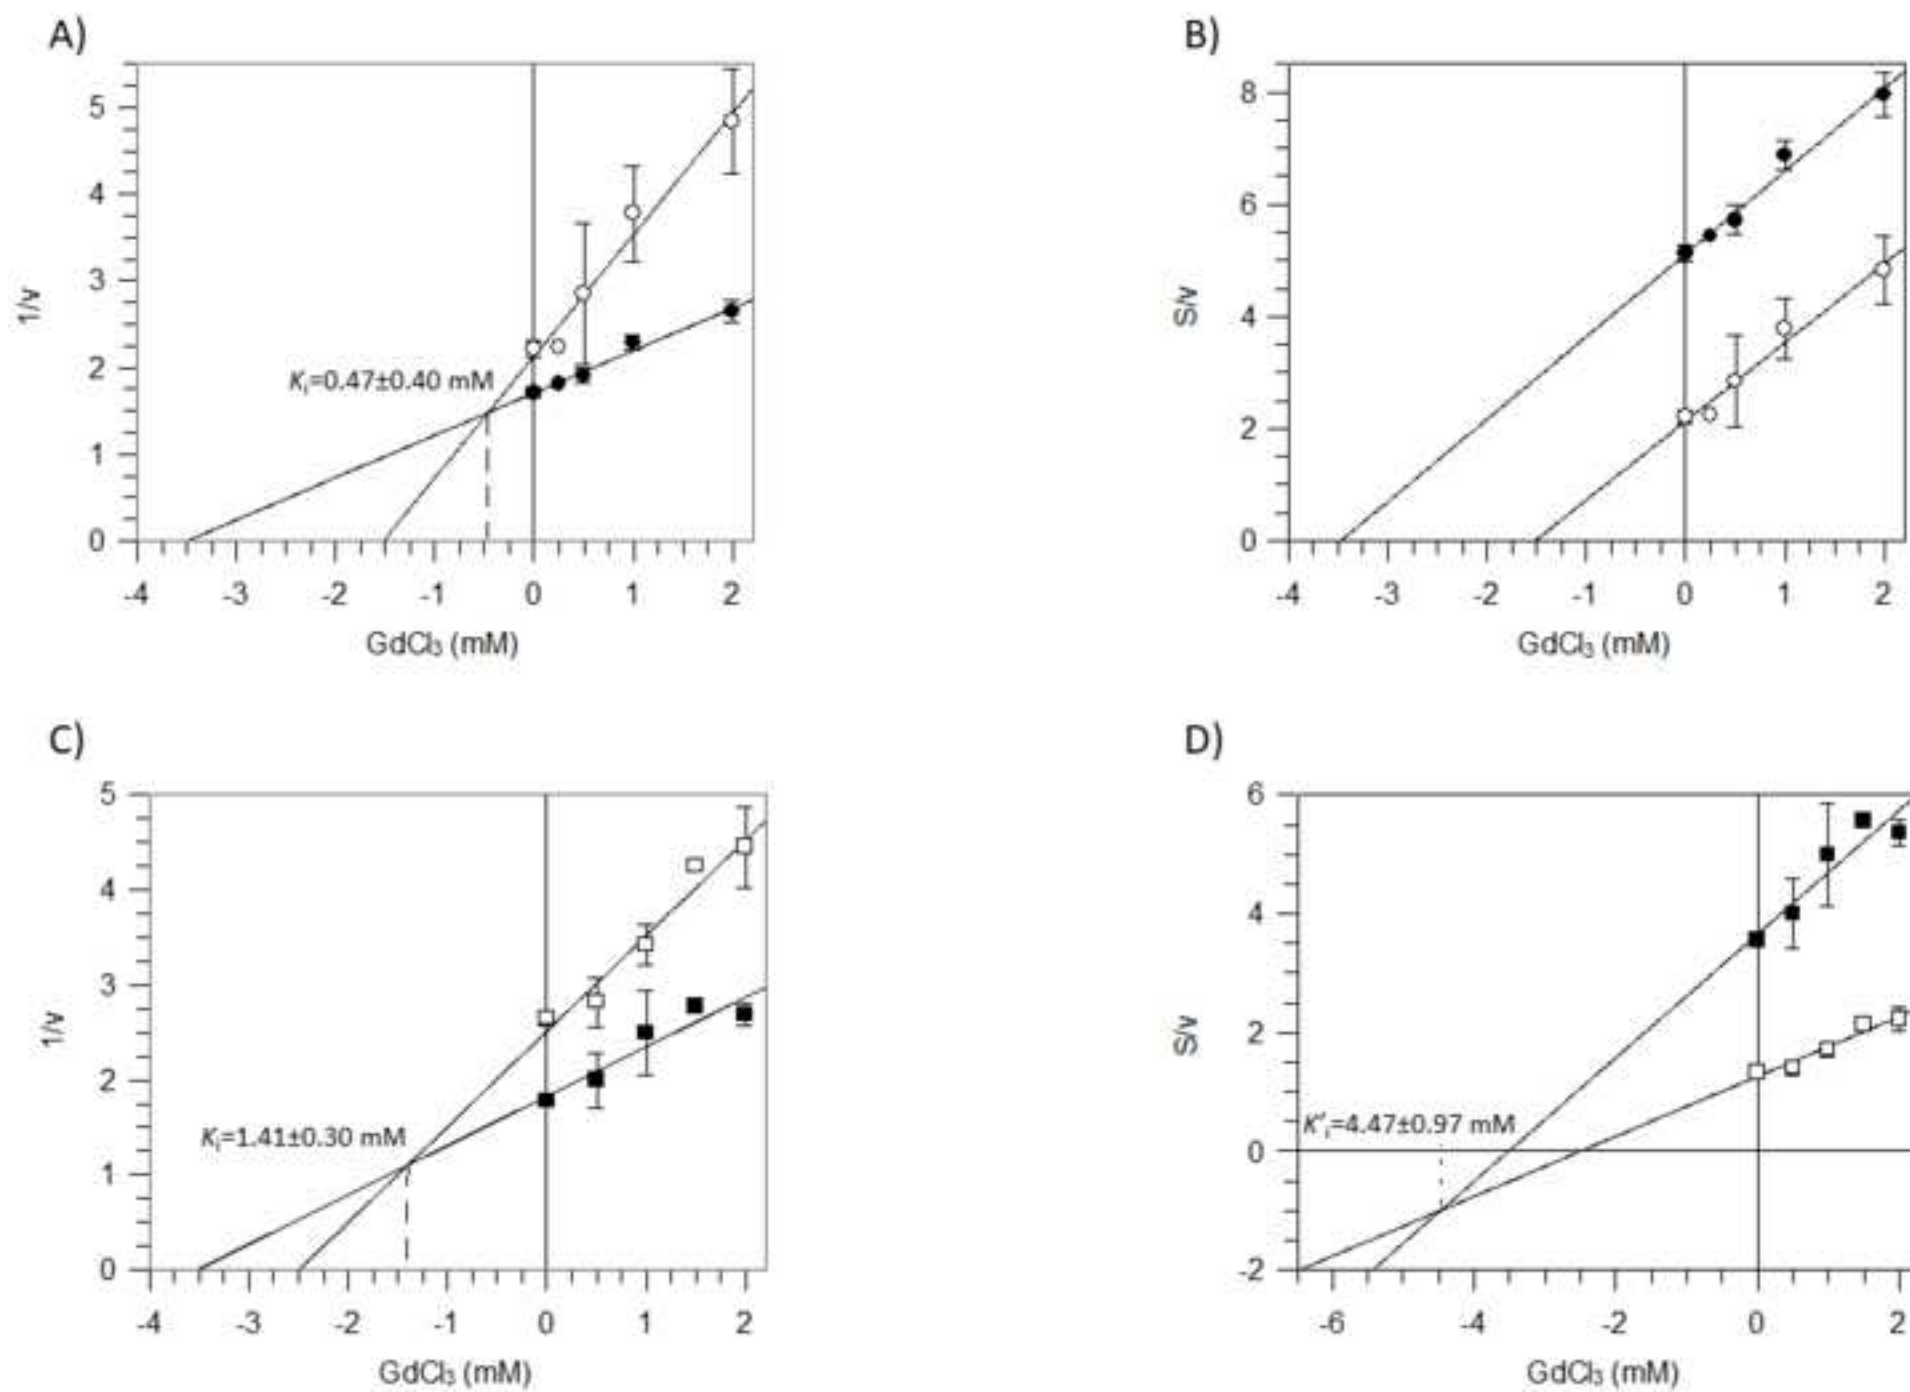 A)
5
4
3
2
1
0
1/v
Kᵢ=0.47±0.40 mM
-4 -3 -2 -1 0 1 2
GdCl₃ (mM)
B)
8
6
4
2
0
S/v
-4 -3 -2 -1 0 1 2
GdCl₃ (mM)
C)
5
4
3
2
1
0
1/v
Kᵢ=1.41±0.30 mM
-4 -3 -2 -1 0 1 2
GdCl₃ (mM)
D)
6
4
2
0
-2
S/v
K'ᵢ=4.47±0.97 mM
-6 -4 -2 0 2
GdCl₃ (mM)